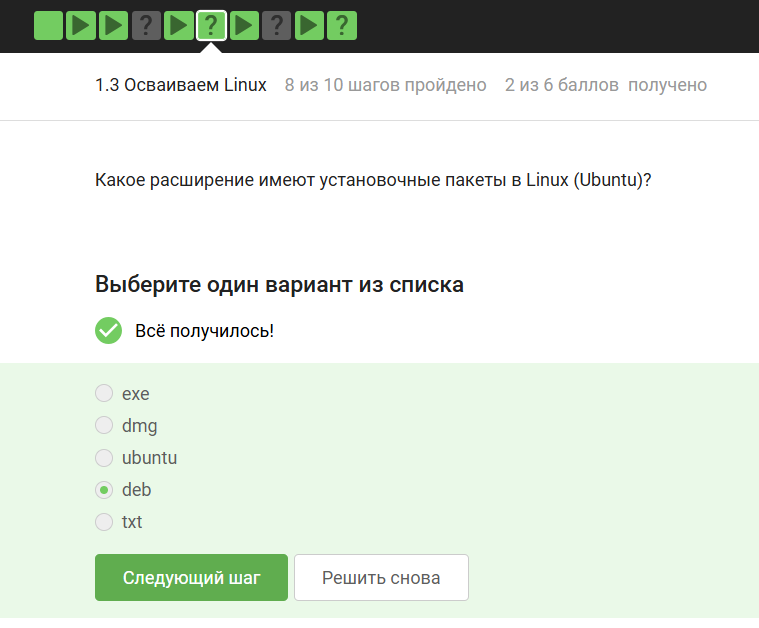 ? ? ? ?
1.3 Осваиваем Linux 8 из 10 шагов пройдено 2 из 6 баллов получено
Какое расширение имеют установочные пакеты в Linux (Ubuntu)?
Выберите один вариант из списка
Всё получилось!
exe
dmg
ubuntu
deb
txt
Следующий шаг Решить снова